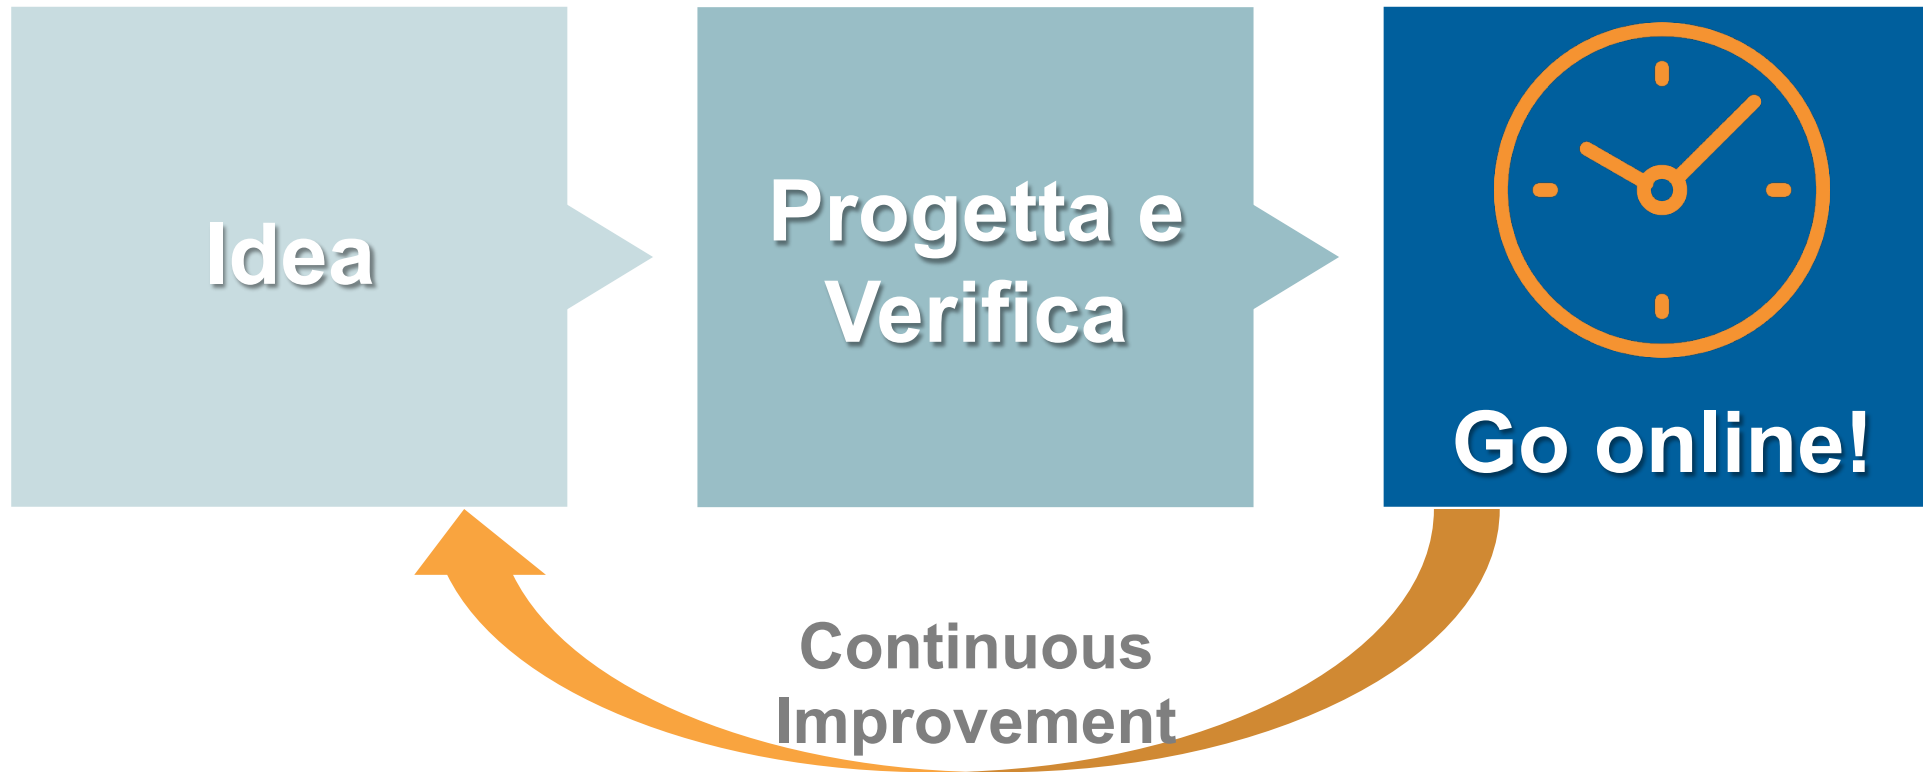 Idea
Progetta e
Verifica
Go online!
Continuous
Improvement